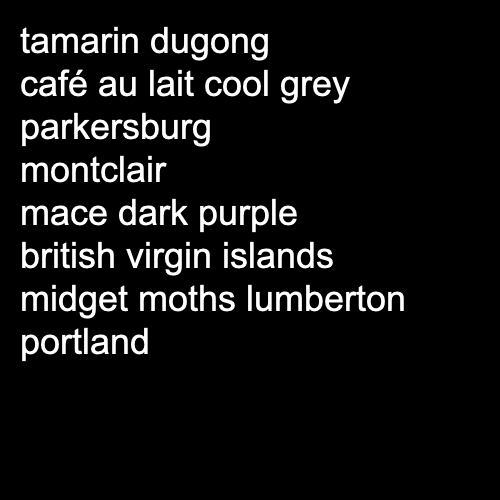 tamarin dugong
café au lait cool grey
parkersburg
montclair
mace dark purple
british virgin islands
midget moths lumberton
portland